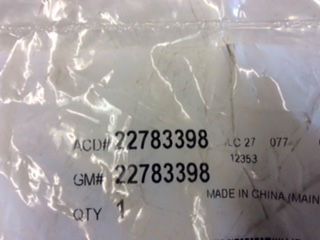 ACD# 22783398 LC 27 077
12353
GM# 22783398
MADE IN CHINA (MAIN
QTY 1